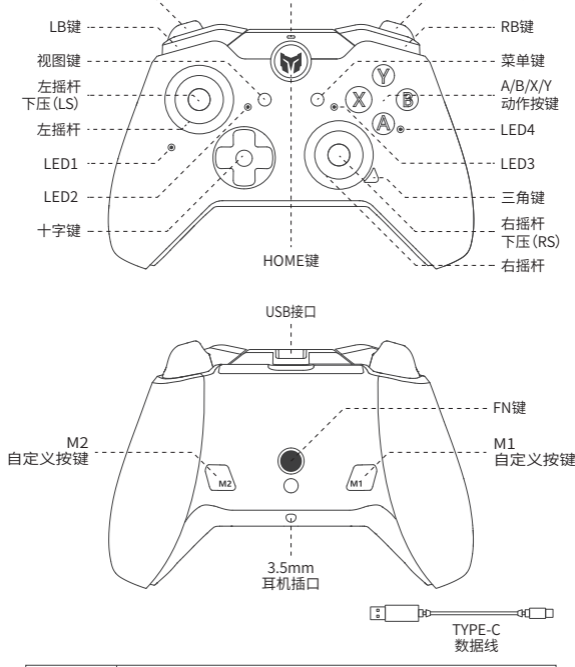 LB键
RB键
视图键
菜单键
左摇杆
下压(LS)
A/B/X/Y
动作按键
左摇杆
LED4
LED1
LED3
LED2
三角键
十字键
右摇杆
下压(RS)
HOME键
右摇杆
Y
X
B
A
USB接口
FN键
M2
自定义按键
M1
自定义按键
M2
M1
3.5mm
耳机插口
TYPE-C
数据线